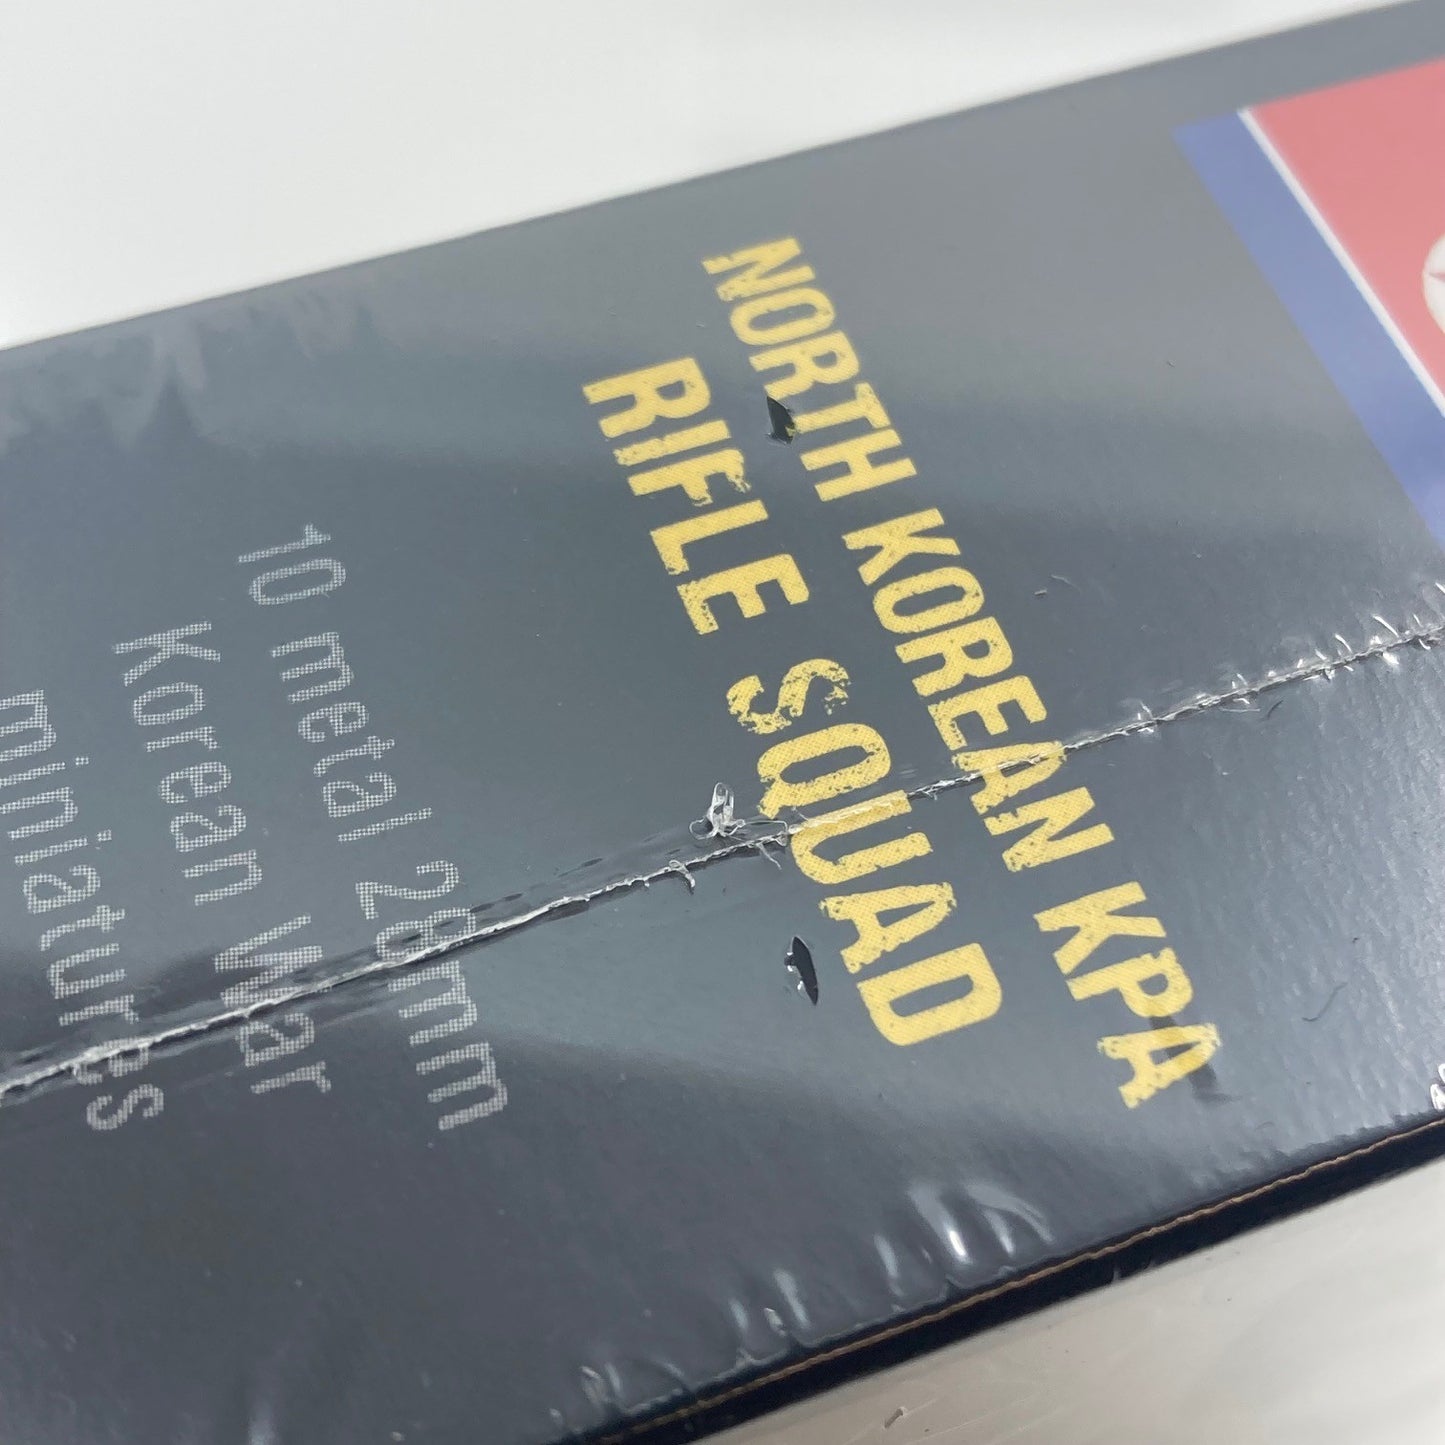 NORTH KOREAN KPA
RIFLE SQUAD
10 metal 28mm
Korean War
miniatures